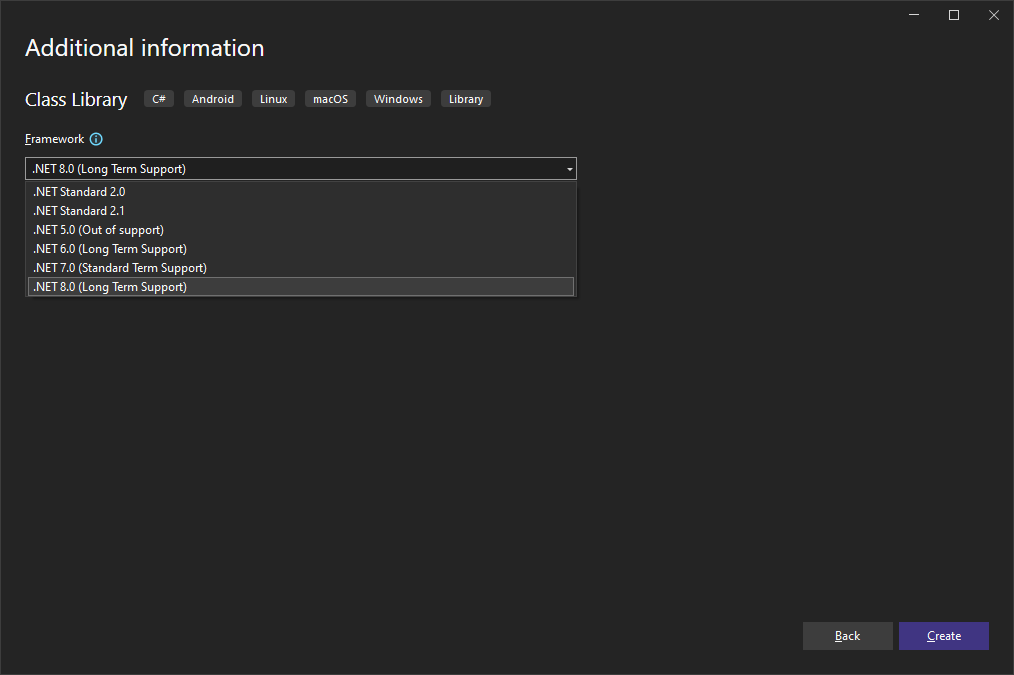 Additional information
Class Library C# Android Linux macOS Windows Library
Framework
.NET 8.0 (Long Term Support)
.NET Standard 2.0
.NET Standard 2.1
.NET 5.0 (Out of support)
.NET 6.0 (Long Term Support)
.NET 7.0 (Standard Term Support)
.NET 8.0 (Long Term Support)
Back Create